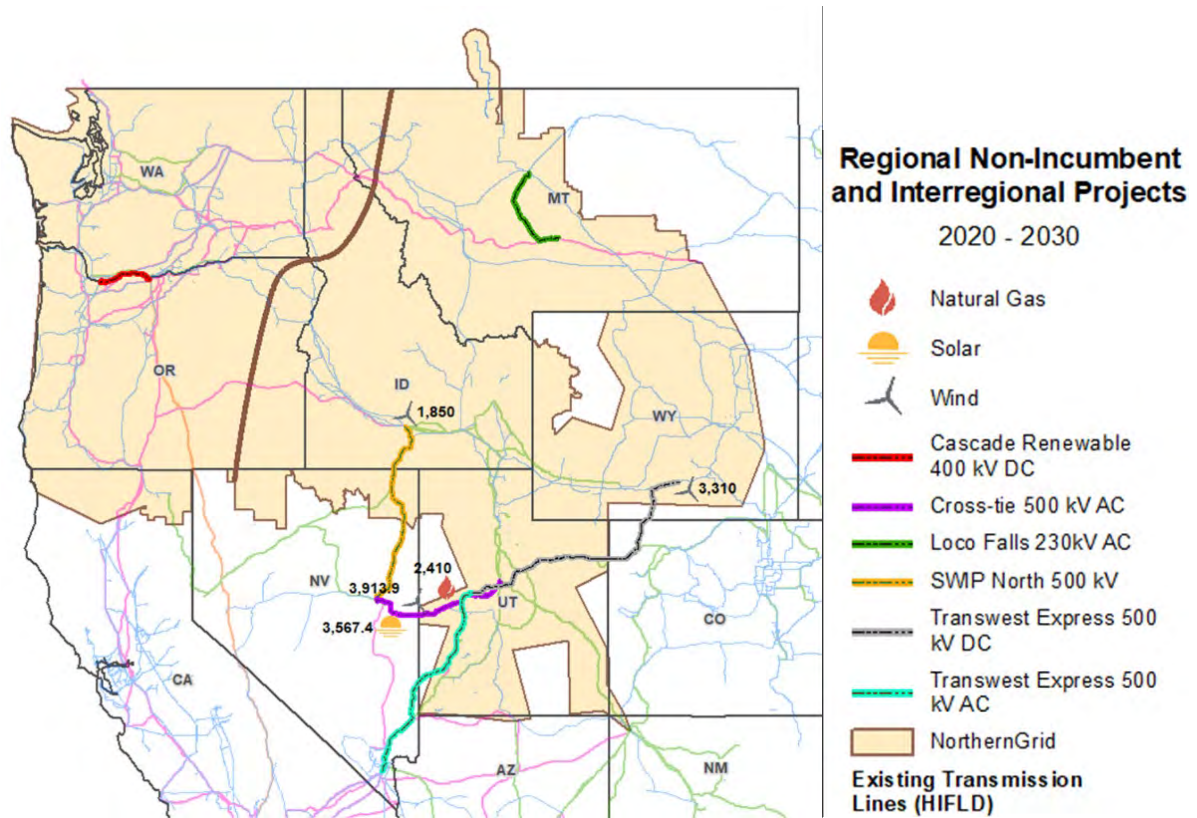 WA
MT
OR
ID
1,850
WY
3,310
NV
2,410
3,913.9
UT
3,567.4
CO
CA
AZ
NM
Regional Non-Incumbent
and Interregional Projects
2020 - 2030
Natural Gas
Solar
Wind
Cascade Renewable
400 kV DC
Cross-tie 500 kV AC
Loco Falls 230kV AC
SWIP North 500 kV
Transwest Express 500
kV DC
Transwest Express 500
kV AC
NorthernGrid
Existing Transmission
Lines (HIFLD)